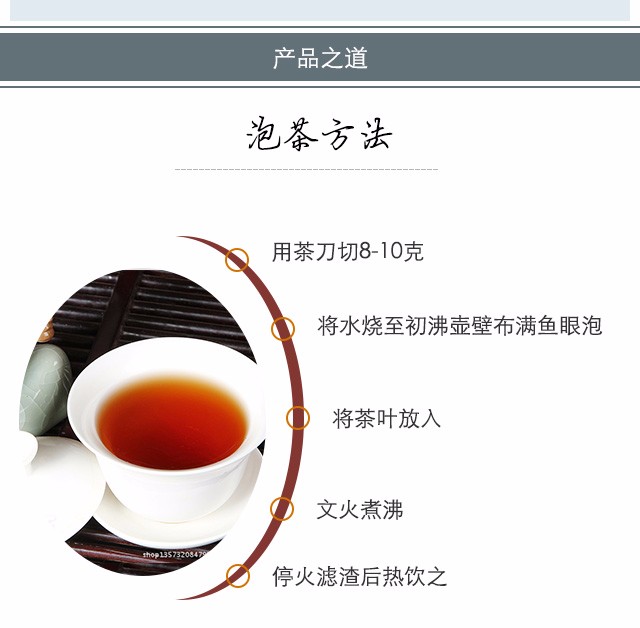 产品之道
泡茶方法
用茶刀切8-10克
将水烧至初沸壶壁布满鱼眼泡
将茶叶放入
文火煮沸
停火滤渣后热饮之